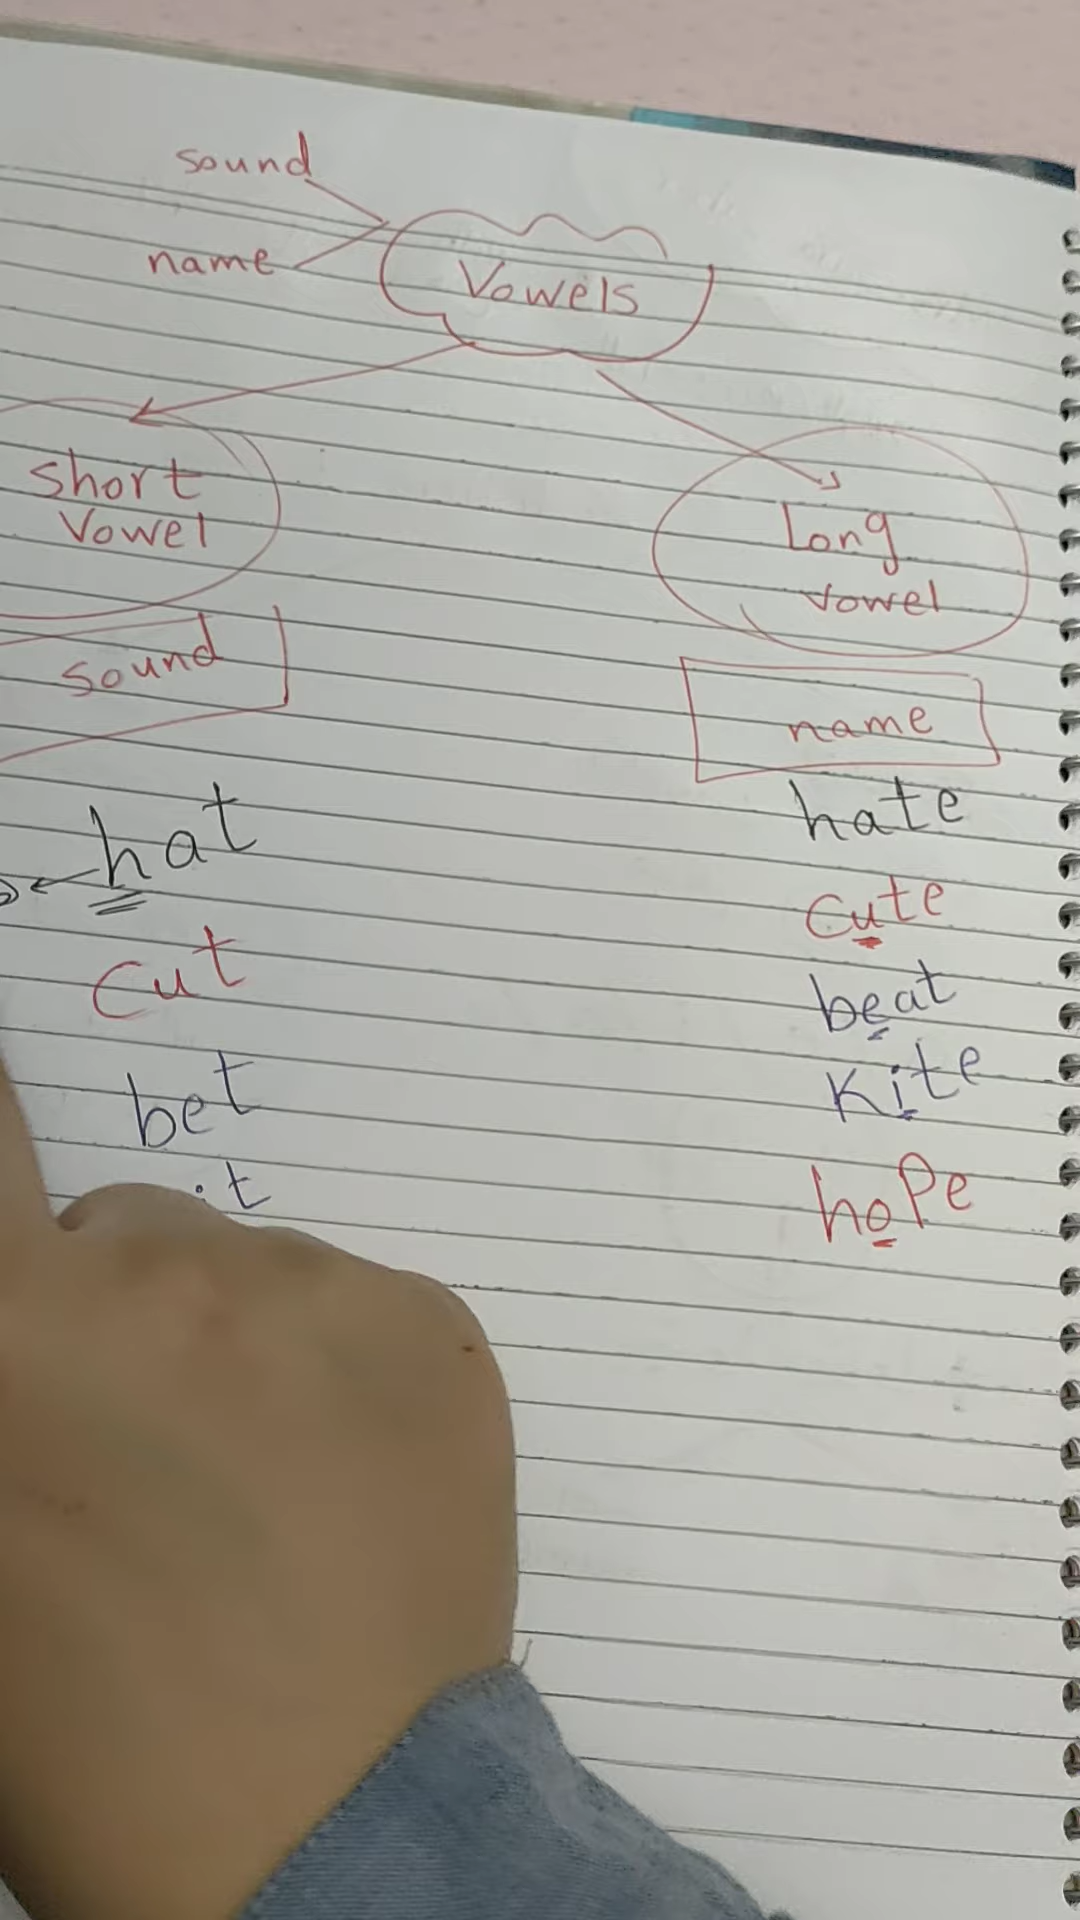 sound
name
Vowels
short
Vowel
Long
vowel
sound
name
hat
cut
bet
hate
cute
beat
kite
hope